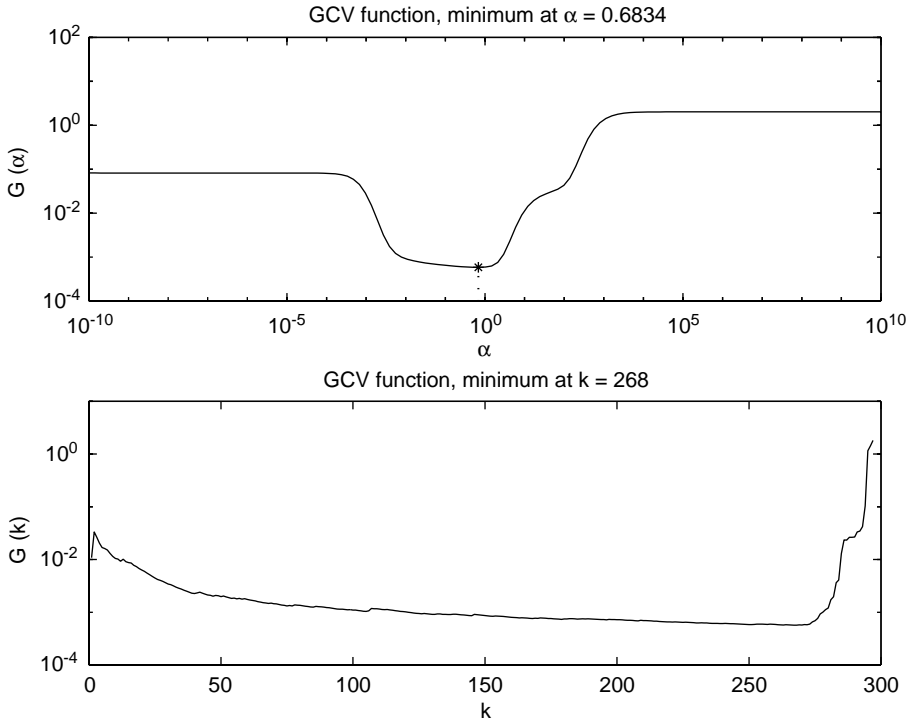 GCV function, minimum at α = 0.6834
10^2
10^0
10^-2
10^-4
G (α)
10^-10 10^-5 10^0 10^5 10^10
α
GCV function, minimum at k = 268
10^0
10^-2
10^-4
G (k)
0 50 100 150 200 250 300
k